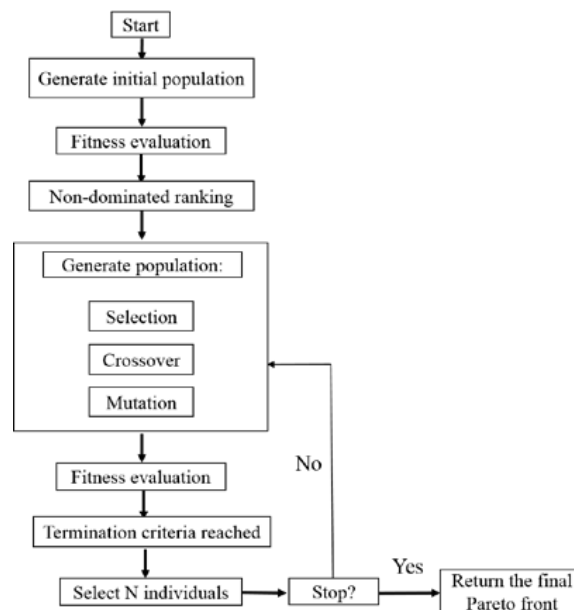 Start
Generate initial population
Fitness evaluation
Non-dominated ranking
Generate population:
Selection
Crossover
Mutation
No
Fitness evaluation
Termination criteria reached
Select N individuals
Stop?
Yes
Return the final
Pareto front